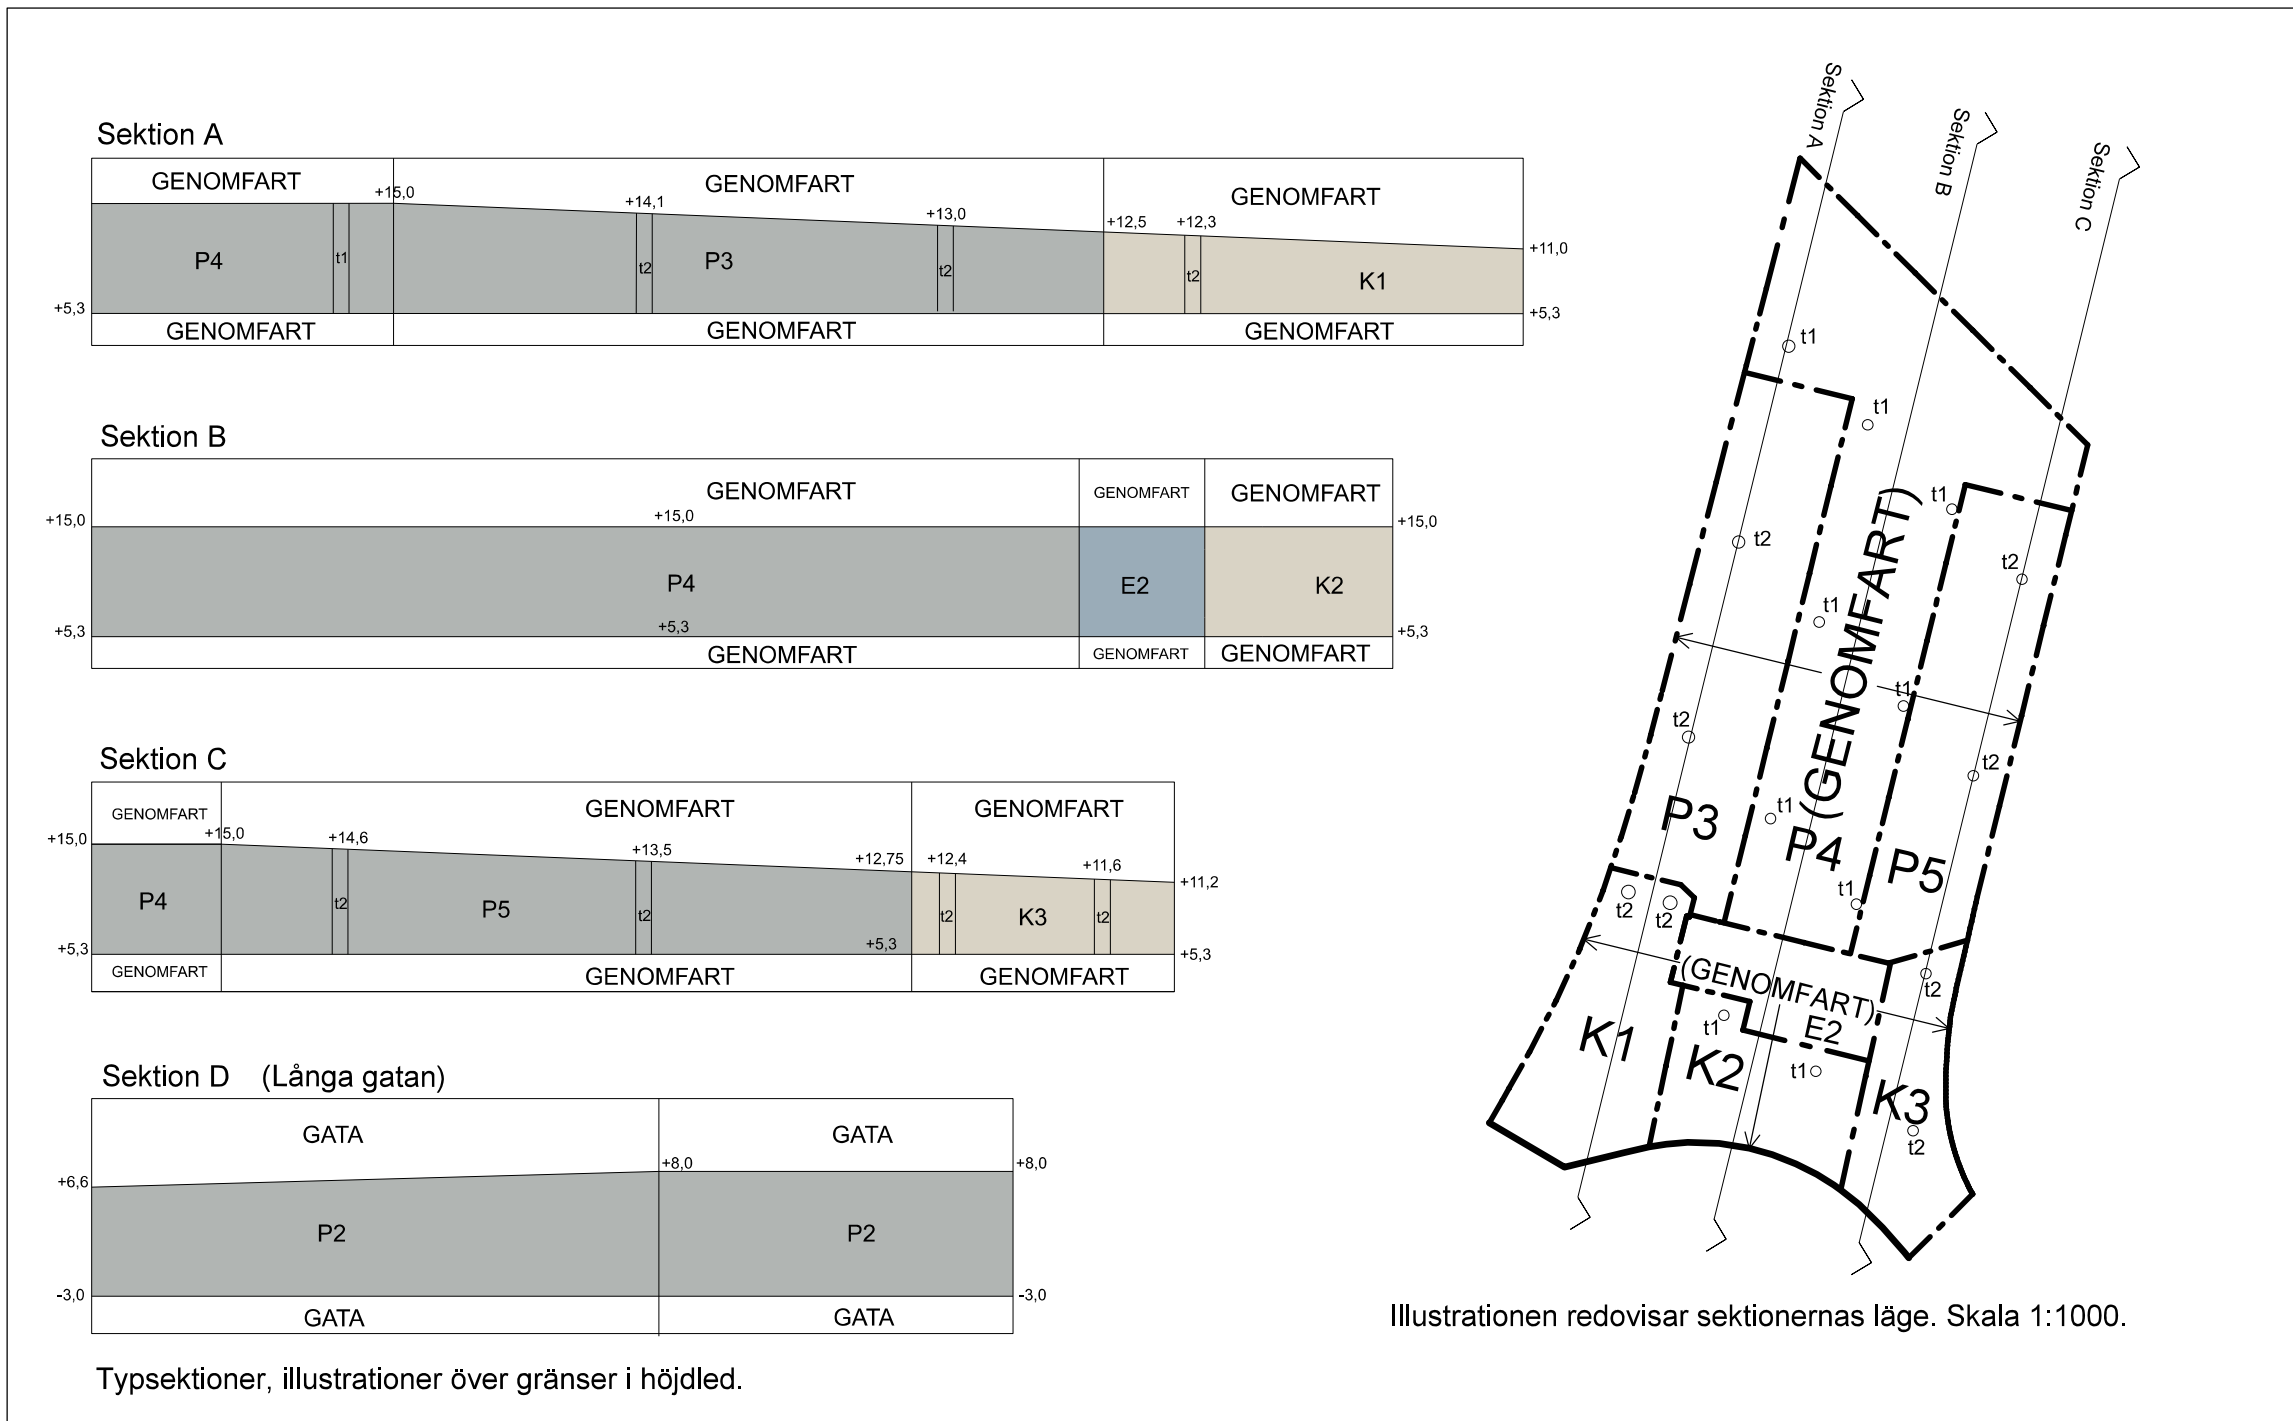 Sektion A
GENOMFART
GENOMFART
GENOMFART
+15,0
+14,1
+13,0
+12,5
+12,3
+11,0
P4
t1
t2
P3
t2
t2
K1
+5,3
+5,3
GENOMFART
GENOMFART
GENOMFART
Sektion B
GENOMFART
GENOMFART
GENOMFART
+15,0
+15,0
+15,0
P4
E2
K2
+5,3
+5,3
+5,3
GENOMFART
GENOMFART
GENOMFART
Sektion C
GENOMFART
GENOMFART
GENOMFART
+15,0
+15,0
+14,6
+13,5
+12,75
+12,4
+11,6
+11,2
P4
t2
P5
t2
t2
K3
t2
+5,3
+5,3
+5,3
GENOMFART
GENOMFART
GENOMFART
Sektion D (Långa gatan)
GATA
GATA
+6,6
+8,0
+8,0
P2
P2
-3,0
-3,0
GATA
GATA
Typsektioner, illustrationer över gränser i höjdled.
Sektion A
Sektion B
Sektion C
t1
t1
t1
t2
t2
t1
(GENOMFART)
t1
t2
t2
P3
t1
P4
P5
t1
t2
t2
(GENOMFART)
t2
K1
t1
E2
K2
t1
K3
t2
Illustrationen redovisar sektionernas läge. Skala 1:1000.